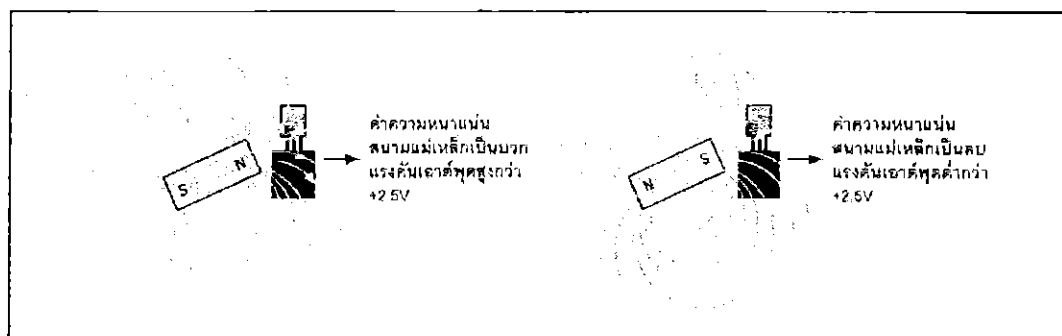 S N
ค่าความหนาแน่น
สนามแม่เหล็กเป็นบวก
แรงดันเอาต์พุตสูงกว่า
+2.5V
N S
ค่าความหนาแน่น
สนามแม่เหล็กเป็นลบ
แรงดันเอาต์พุตต่ำกว่า
+2.5V